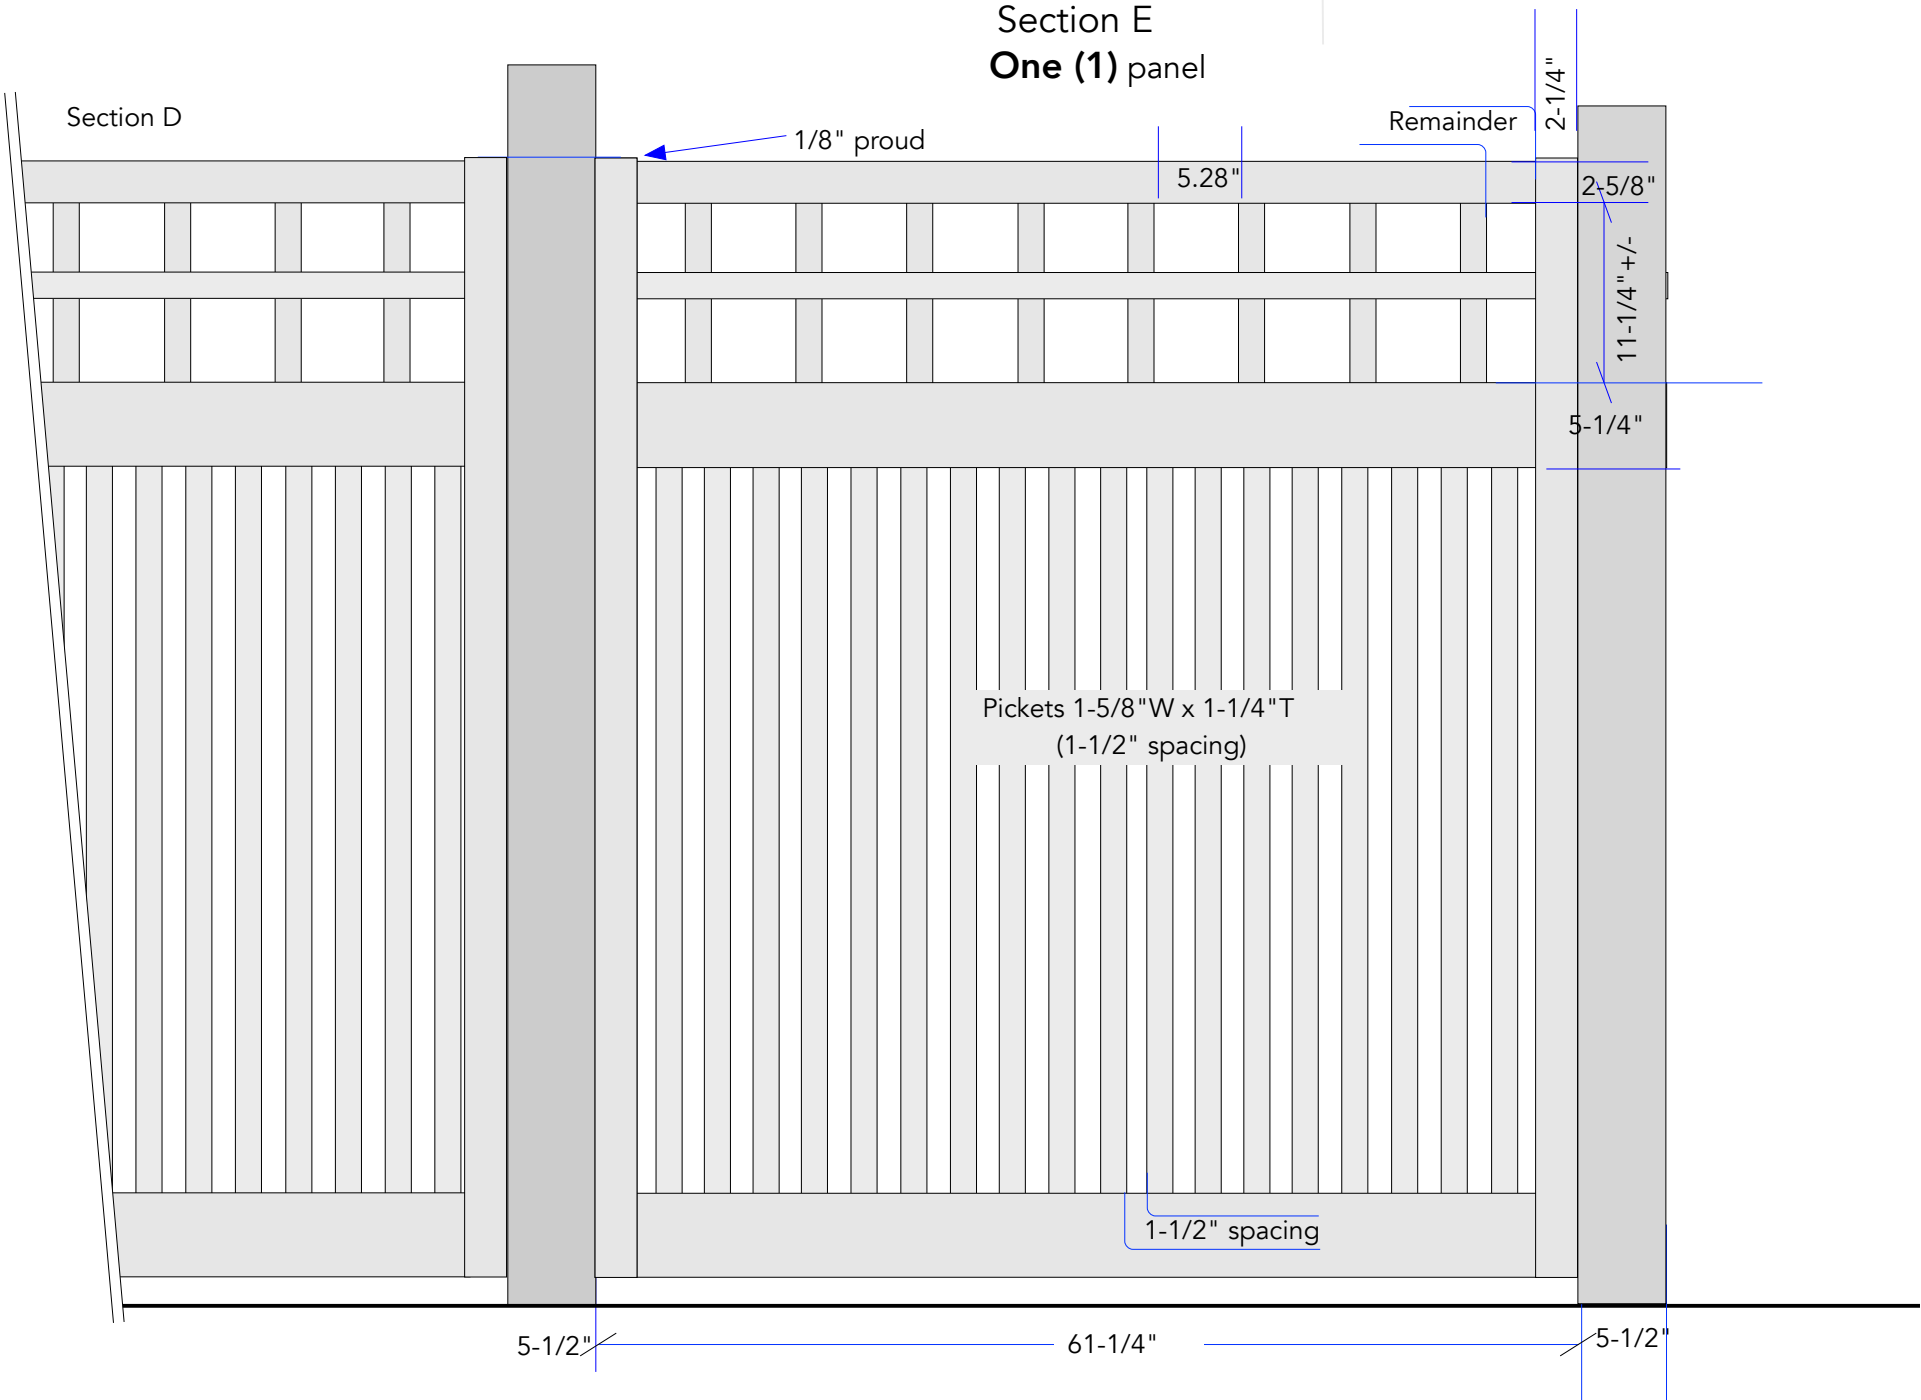 Section E
One (1) panel
2-1/4"
Section D
Remainder
1/8" proud
5.28"
2-5/8"
11-1/4"+/-
5-1/4"
Pickets 1-5/8"W x 1-1/4"T
(1-1/2" spacing)
1-1/2" spacing
5-1/2"
61-1/4"
5-1/2"